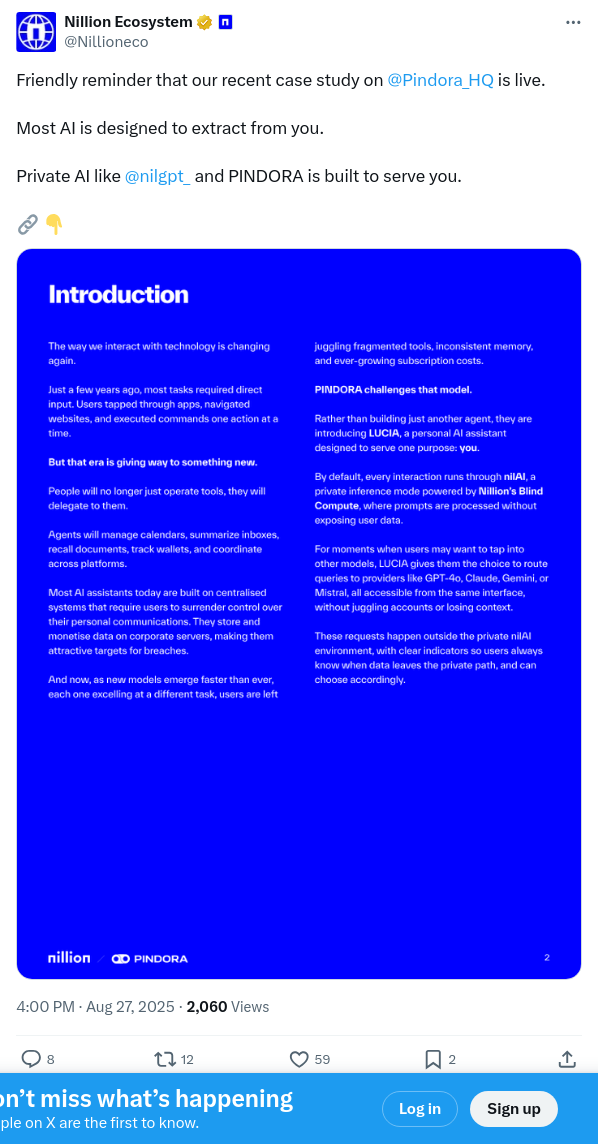 Nillion Ecosystem
@Nillioneco
Friendly reminder that our recent case study on @Pindora_HQ is live.
Most AI is designed to extract from you.
Private AI like @nilgpt_ and PINDORA is built to serve you.
Introduction
The way we interact with technology is changing
again.
Just a few years ago, most tasks required direct
input. Users tapped through apps, navigated
websites, and executed commands one action at a
time.
But that era is giving way to something new.
People will no longer just operate tools, they will
delegate to them.
Agents will manage calendars, summarize inboxes,
recall documents, track wallets, and coordinate
across platforms.
Most AI assistants today are built on centralised
systems that require users to surrender control over
their personal communications. They store and
monetise data on corporate servers, making them
attractive targets for breaches.
And now, as new models emerge faster than ever,
each one excelling at a different task, users are left
juggling fragmented tools, inconsistent memory,
and ever-growing subscription costs.
PINDORA challenges that model.
Rather than building just another agent, they are
introducing LUCIA, a personal AI assistant
designed to serve one purpose: you.
By default, every interaction runs through nilAI, a
private inference mode powered by Nillion's Blind
Compute, where prompts are processed without
exposing user data.
For moments when users may want to tap into
other models, LUCIA gives them the choice to route
queries to providers like GPT-4o, Claude, Gemini, or
Mistral, all accessible from the same interface,
without juggling accounts or losing context.
These requests happen outside the private nilAI
environment, with clear indicators so users always
know when data leaves the private path, and can
choose accordingly.
nillion / PINDORA
2
4:00 PM · Aug 27, 2025 · 2,060 Views
8 12 59 2
on't miss what's happening
ple on X are the first to know.
Log in
Sign up